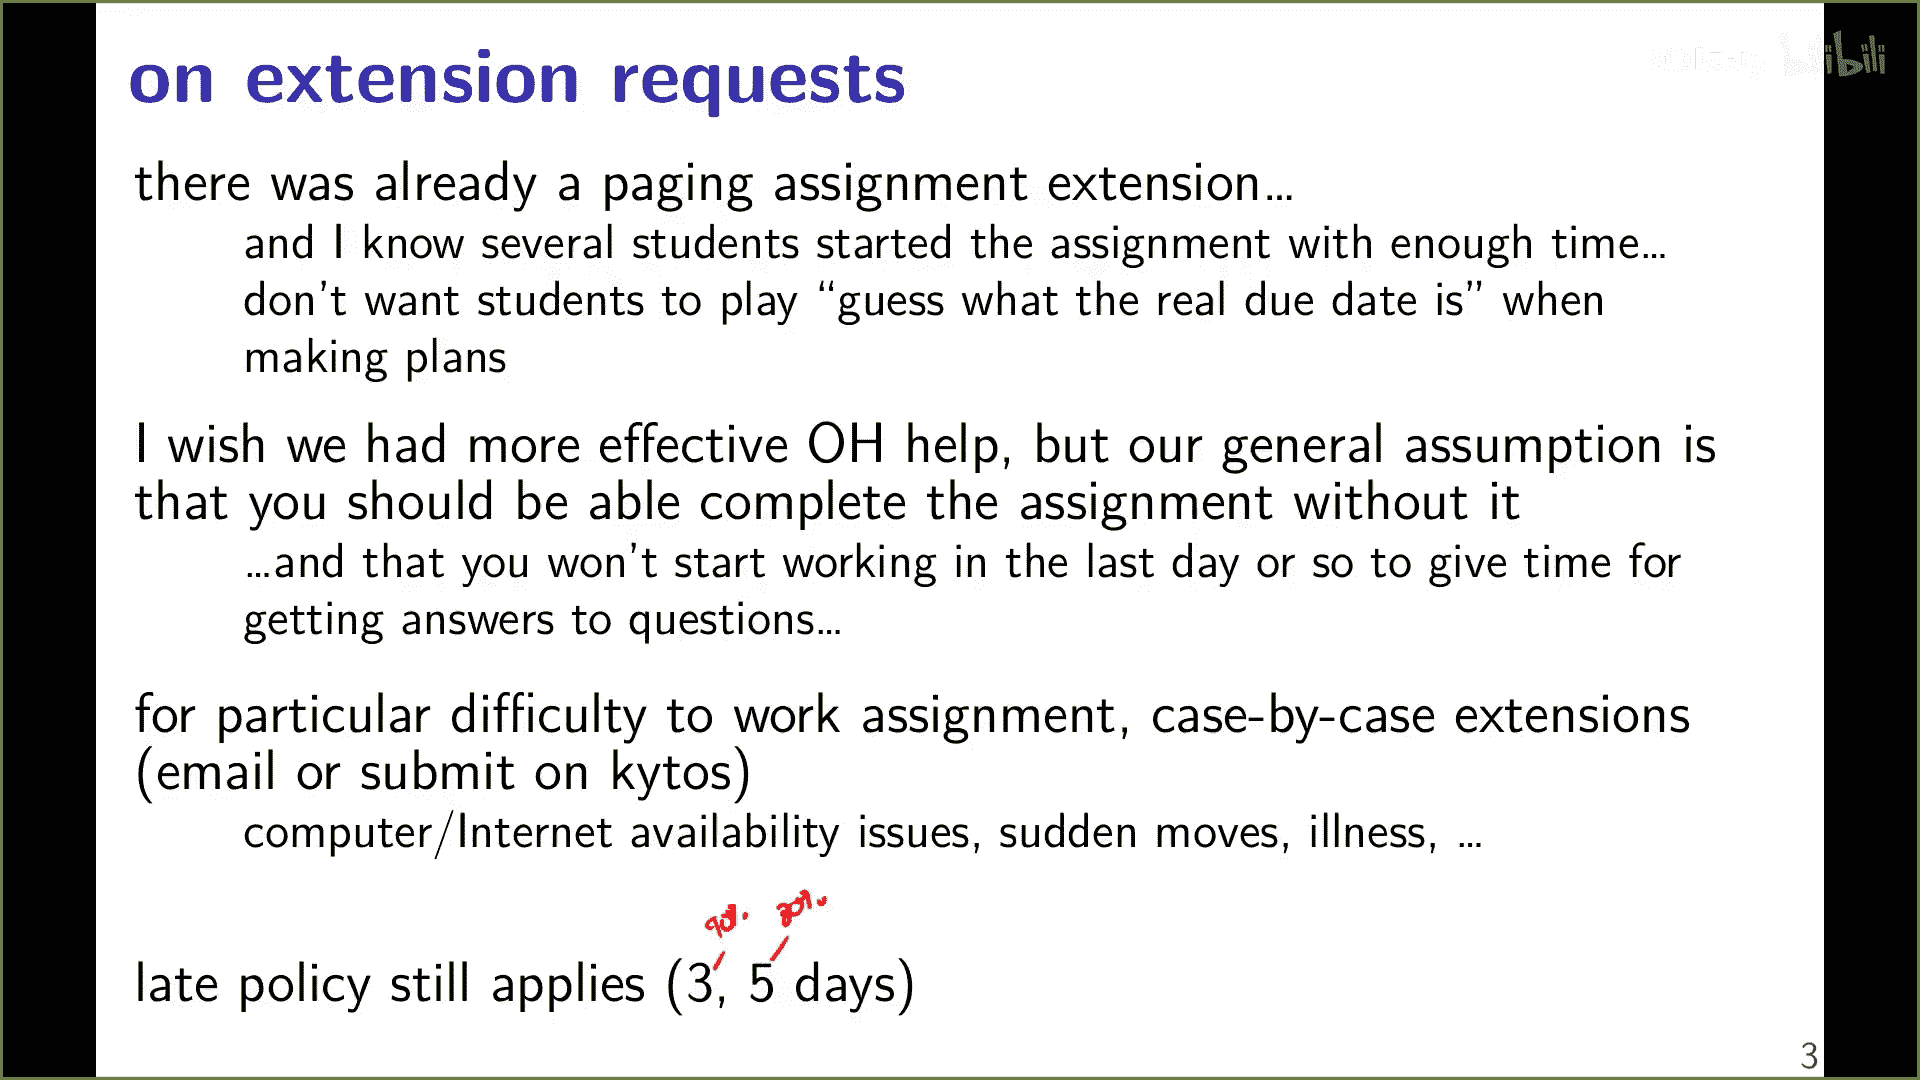 on extension requests
bilibili
there was already a paging assignment extension…
and I know several students started the assignment with enough time…
don't want students to play “guess what the real due date is” when
making plans
I wish we had more effective OH help, but our general assumption is
that you should be able complete the assignment without it
…and that you won't start working in the last day or so to give time for
getting answers to questions…
for particular difficulty to work assignment, case-by-case extensions
(email or submit on kytos)
computer/Internet availability issues, sudden moves, illness, …
90%. 80%.
late policy still applies (3, 5 days)
3